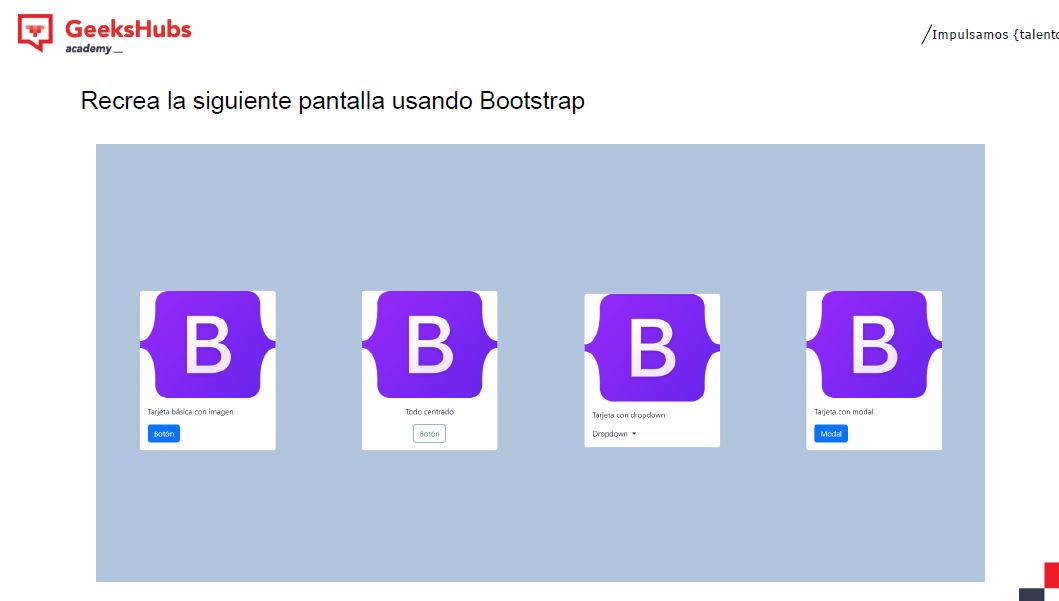 GeeksHubs
academy __
/Impulsamos {talento
Recrea la siguiente pantalla usando Bootstrap
B
B
B
B
Tarjeta básica con imagen
Todo centrado
Tarjeta con dropdown
Tarjeta con modal
Botón
Botón
Dropdown
Modal